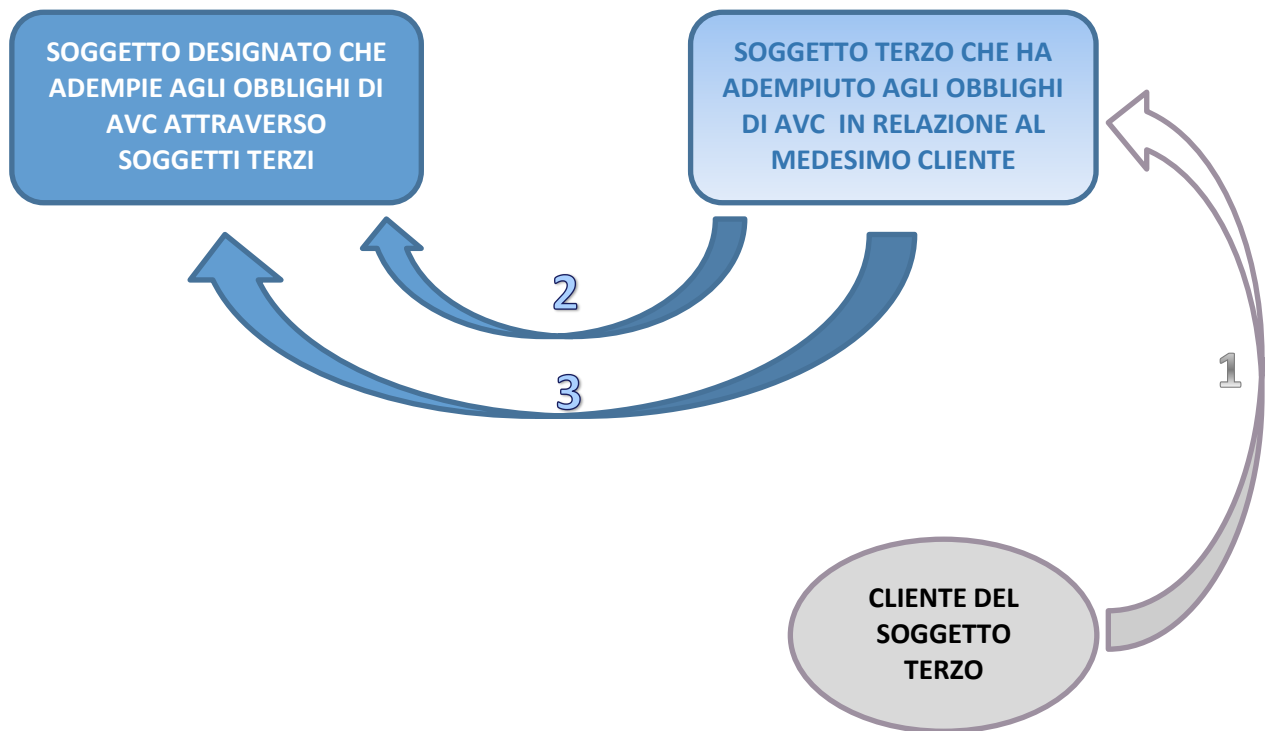 SOGGETTO DESIGNATO CHE
ADEMPIE AGLI OBBLIGHI DI
AVC ATTRAVERSO
SOGGETTI TERZI
SOGGETTO TERZO CHE HA
ADEMPIUTO AGLI OBBLIGHI
DI AVC IN RELAZIONE AL
MEDESIMO CLIENTE
2
1
3
CLIENTE DEL
SOGGETTO
TERZO